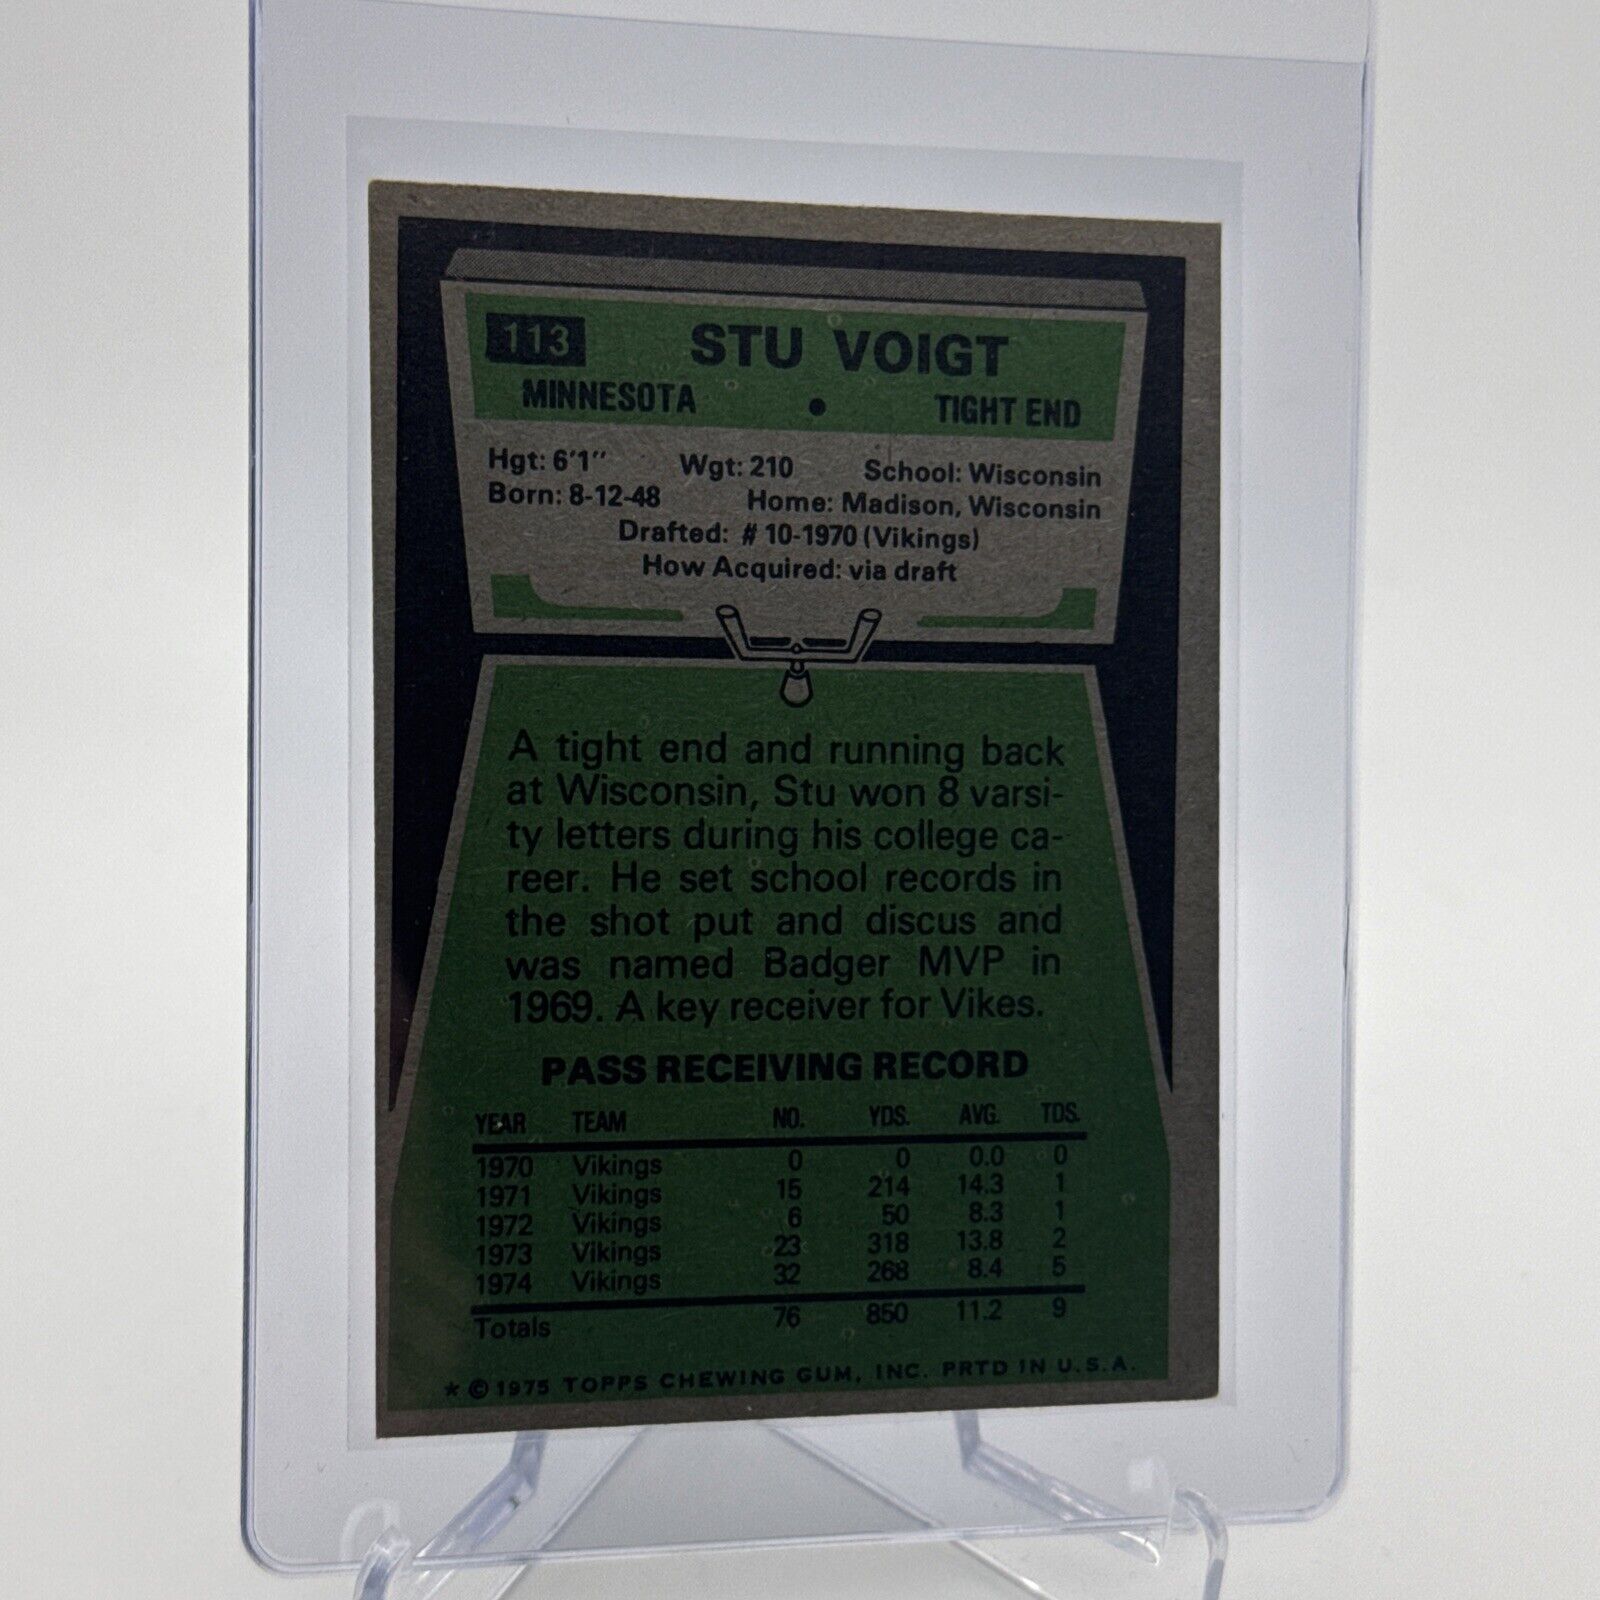 113 STU VOIGT
MINNESOTA • TIGHT END
Hgt: 6'1" Wgt: 210 School: Wisconsin
Born: 8-12-48 Home: Madison, Wisconsin
Drafted: # 10-1970 (Vikings)
How Acquired: via draft
A tight end and running back
at Wisconsin, Stu won 8 varsi-
ty letters during his college ca-
reer. He set school records in
the shot put and discus and
was named Badger MVP in
1969. A key receiver for Vikes.
PASS RECEIVING RECORD
YEAR TEAM NO. YDS. AVG. TDS.
1970 Vikings 0 0 0.0 0
1971 Vikings 15 214 14.3 1
1972 Vikings 6 50 8.3 1
1973 Vikings 23 318 13.8 2
1974 Vikings 32 268 8.4 5
Totals 76 850 11.2 9
* © 1975 TOPPS CHEWING GUM, INC. PRTD IN U.S.A.